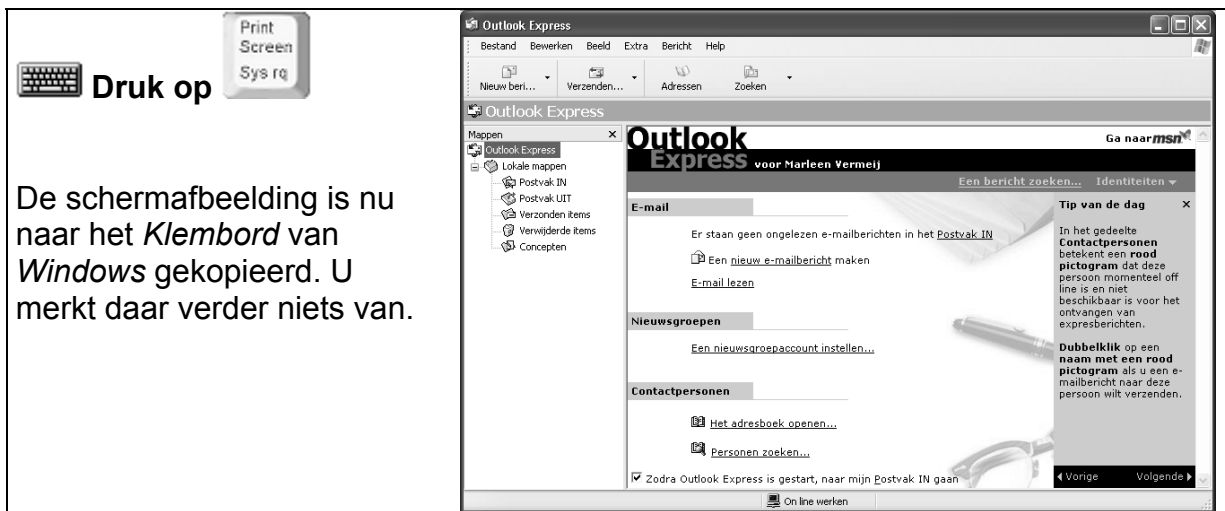 Print
Screen
Sys rq
Druk op
De schermafbeelding is nu
naar het Klembord van
Windows gekopieerd. U
merkt daar verder niets van.
Outlook Express
Bestand Bewerken Beeld Extra Bericht Help
Nieuw beri... Verzenden... Adressen Zoeken
Outlook Express
Mappen
Outlook Express
Lokale mappen
Postvak IN
Postvak UIT
Verzonden items
Verwijderde items
Concepten
Outlook
Express voor Marleen Vermeij
Ga naar msn
Een bericht zoeken... Identiteiten
E-mail
Er staan geen ongelezen e-mailberichten in het Postvak IN
Een nieuw e-mailbericht maken
E-mail lezen
Nieuwsgroepen
Een nieuwsgroepaccount instellen...
Contactpersonen
Het adresboek openen...
Personen zoeken...
Zodra Outlook Express is gestart, naar mijn Postvak IN gaan
Tip van de dag
In het gedeelte
Contactpersonen
betekent een rood
pictogram dat deze
persoon momenteel off
line is en niet
beschikbaar is voor het
ontvangen van
expresberichten.
Dubbelklik op een
naam met een rood
pictogram als u een e-
mailbericht naar deze
persoon wilt verzenden.
Vorige Volgende
On line werken